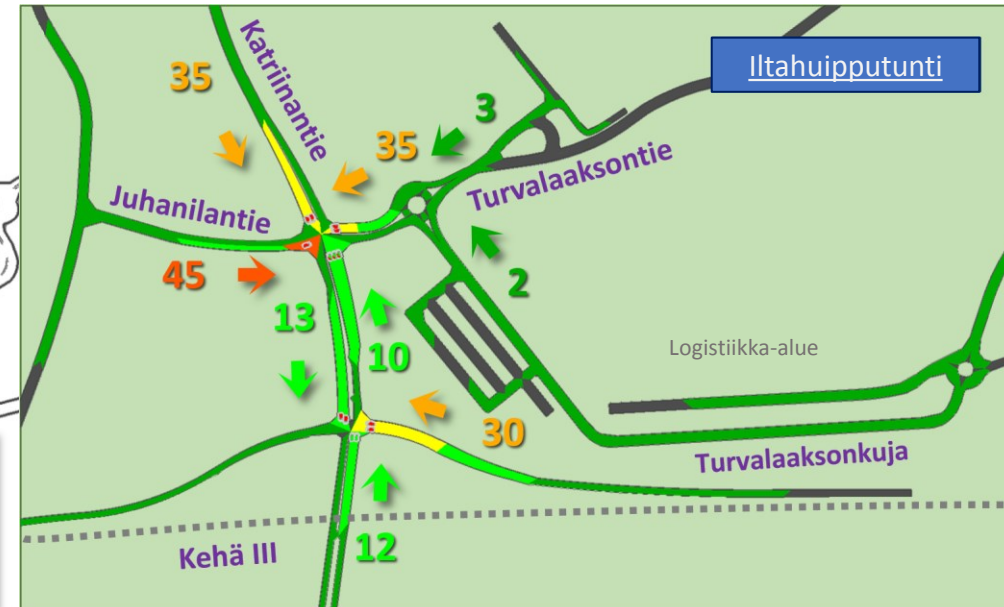 Iltahuipputunti
Katriinantie
35
3
35
Turvalaaksontie
Juhanilantie
45
2
13
10
Logistiikka-alue
30
Turvalaaksonkuja
Kehä III
12